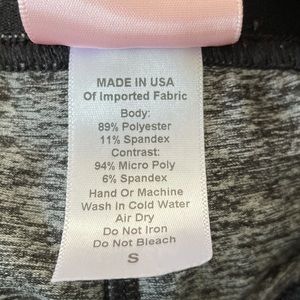 MADE IN USA
Of Imported Fabric
Body:
89% Polyester
11% Spandex
Contrast:
94% Micro Poly
6% Spandex
Hand Or Machine
Wash In Cold Water
Air Dry
Do Not Iron
Do Not Bleach
S